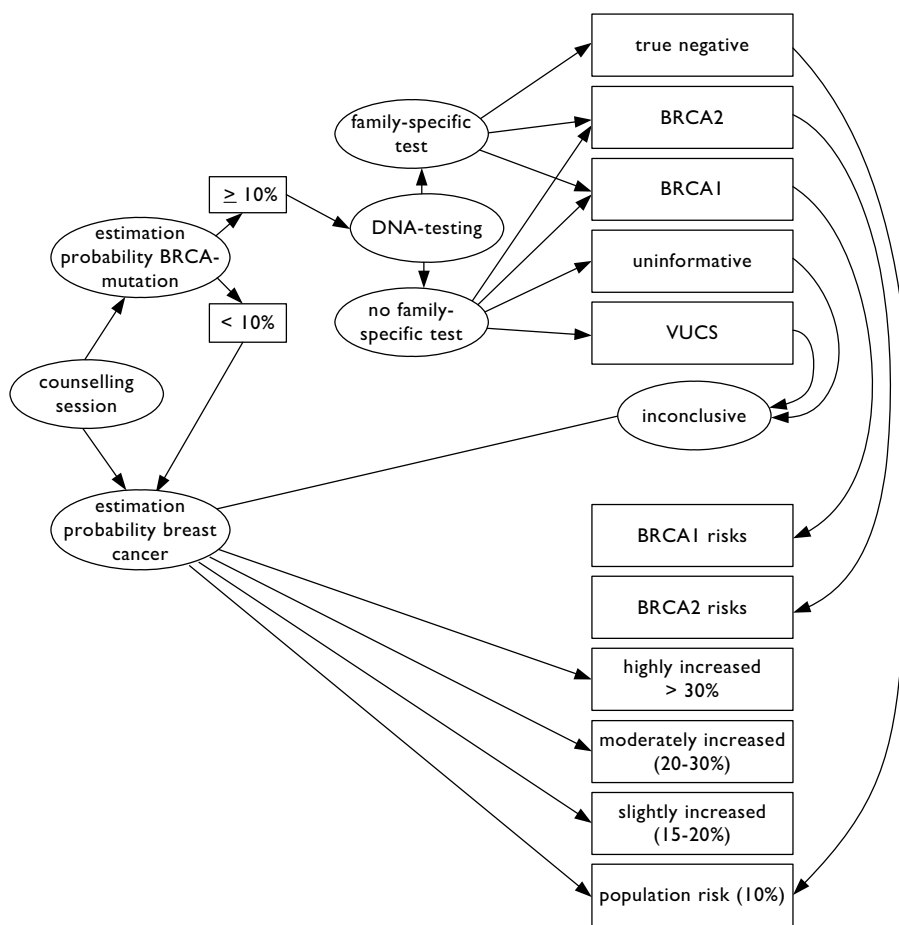 true negative
family-specific
test
BRCA2
BRCA1
≥ 10%
DNA-testing
estimation
probability BRCA-
mutation
uninformative
no family-
specific test
< 10%
VUCS
counselling
session
inconclusive
estimation
probability breast
cancer
BRCA1 risks
BRCA2 risks
highly increased
> 30%
moderately increased
(20-30%)
slightly increased
(15-20%)
population risk (10%)